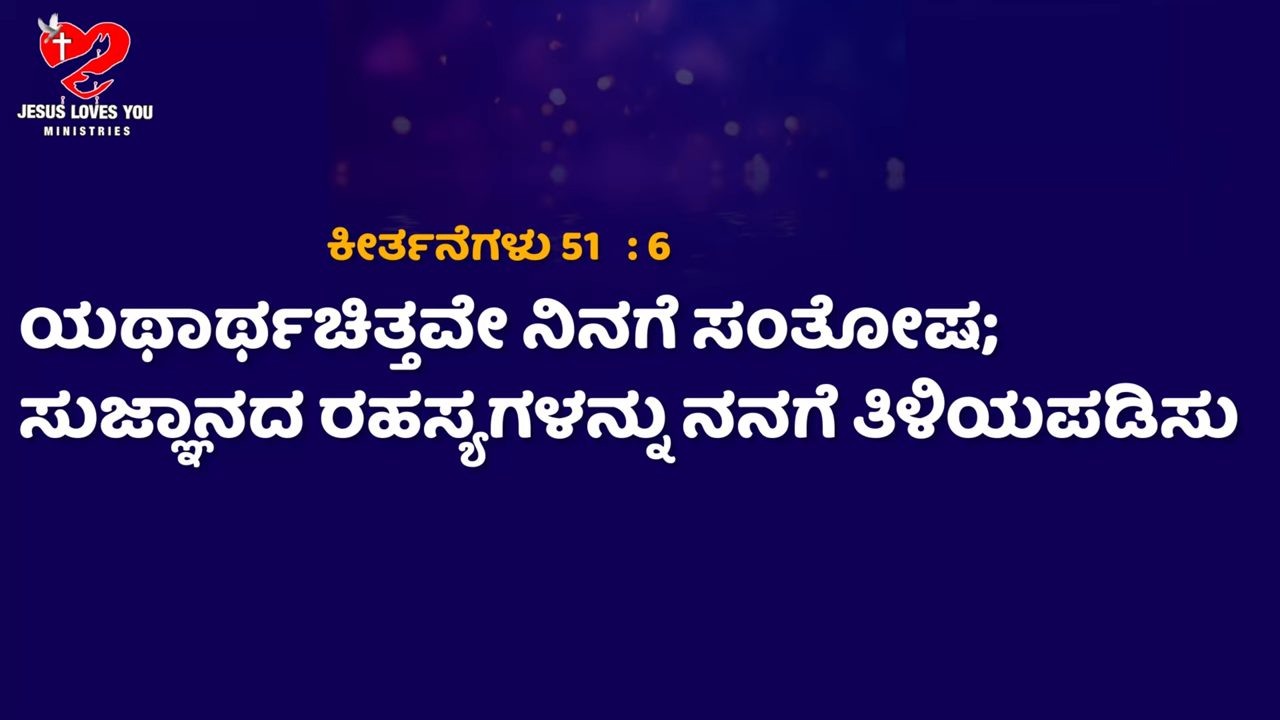 JESUS LOVES YOU
MINISTRIES
ಕೀರ್ತನೆಗಳು 51 : 6
ಯಥಾರ್ಥಚಿತ್ತವೇ ನಿನಗೆ ಸಂತೋಷ;
ಸುಜ್ಞಾನದ ರಹಸ್ಯಗಳನ್ನು ನನಗೆ ತಿಳಿಯಪಡಿಸು